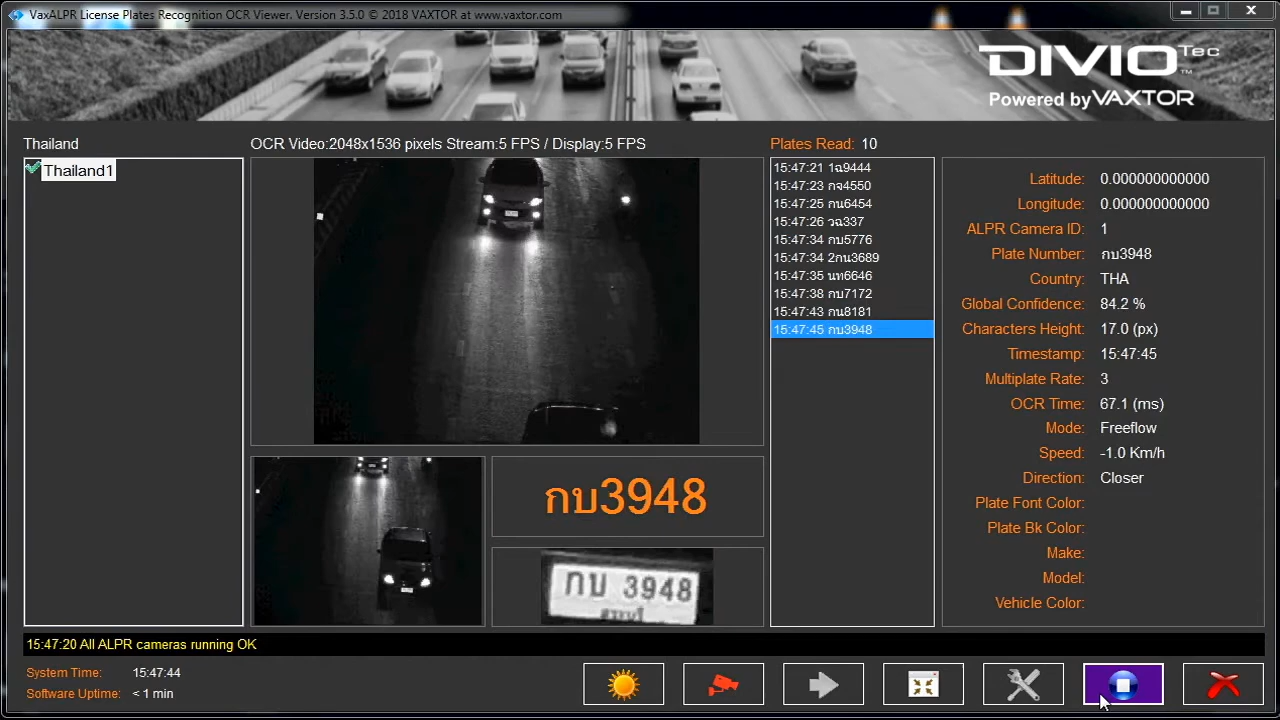 VaxALPR License Plates Recognition OCR Viewer. Version 3.5.0 © 2018 VAXTOR at www.vaxtor.com
DIVIO Tec ™
Powered by VAXTOR
Thailand
OCR Video:2048x1536 pixels Stream:5 FPS / Display:5 FPS
Plates Read: 10
Thailand1
15:47:21 1ฉ9444
15:47:23 กจ4550
15:47:25 กน6454
15:47:26 วฉ337
15:47:34 กบ5776
15:47:34 2กน3689
15:47:35 นท6646
15:47:38 กบ7172
15:47:43 กน8181
15:47:45 กบ3948
Latitude: 0.000000000000
Longitude: 0.000000000000
ALPR Camera ID: 1
Plate Number: กบ3948
Country: THA
Global Confidence: 84.2 %
Characters Height: 17.0 (px)
Timestamp: 15:47:45
Multiplate Rate: 3
OCR Time: 67.1 (ms)
Mode: Freeflow
Speed: -1.0 Km/h
Direction: Closer
Plate Font Color:
Plate Bk Color:
Make:
Model:
Vehicle Color:
กบ3948
กบ 3948
15:47:20 All ALPR cameras running OK
System Time: 15:47:44
Software Uptime: < 1 min